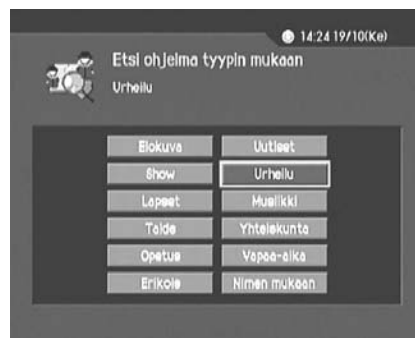 14:24 19/10(Ke)
Etsi ohjelma tyypin mukaan
Urheilu
Elokuva Uutiset
Show Urheilu
Lapset Musiikki
Taide Yhteiskunta
Opetus Vapaa-aika
Erikois Nimen mukaan